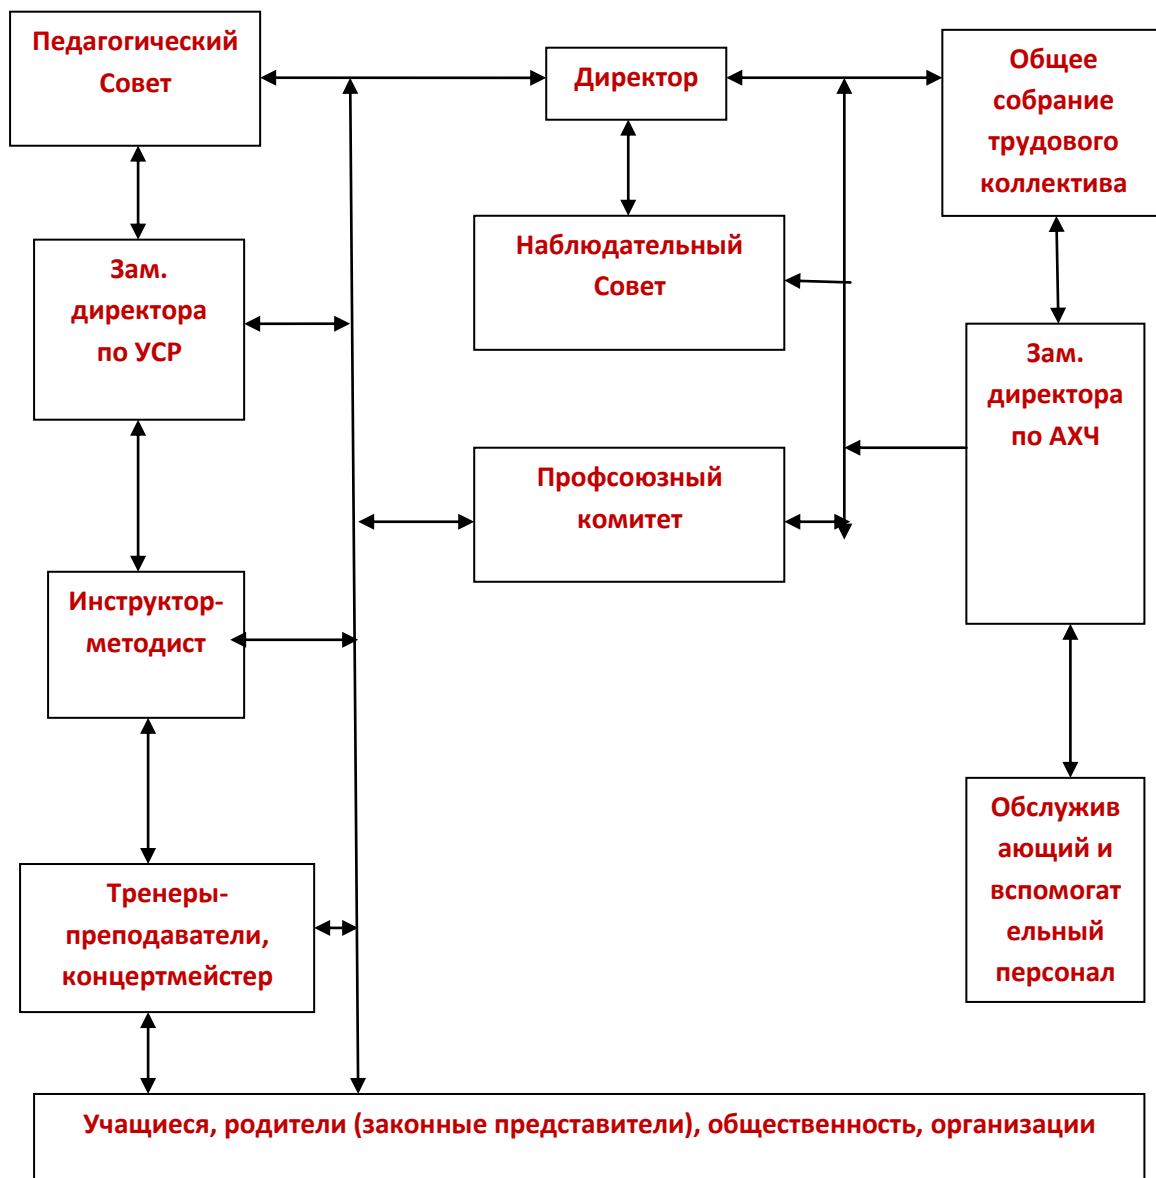 Педагогический
Совет
Директор
Общее
собрание
трудового
коллектива
Наблюдательный
Совет
Зам.
директора
по УСР
Зам.
директора
по АХЧ
Профсоюзный
комитет
Инструктор-
методист
Обслужив
ающий и
вспомогат
ельный
персонал
Тренеры-
преподаватели,
концертмейстер
Учащиеся, родители (законные представители), общественность, организации